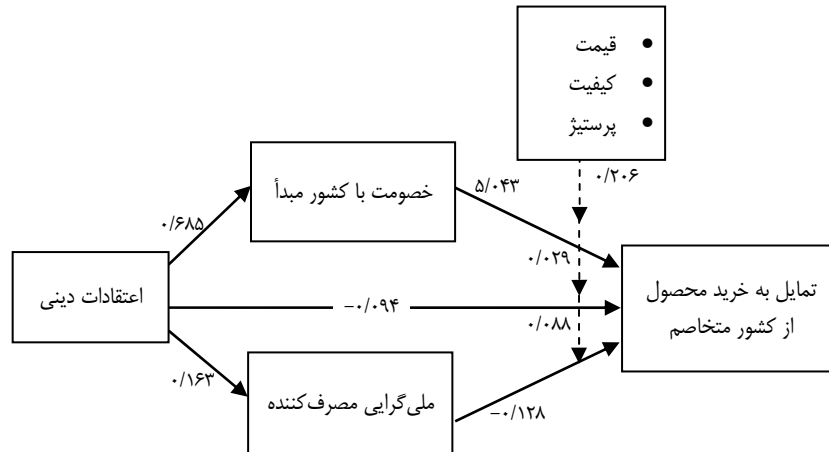 • قیمت
• کیفیت
• پرستیژ
۰/۲۰۶
خصومت با کشور مبدأ
۵/۰۴۳
۰/۶۸۵
۰/۰۲۹
تمایل به خرید محصول
از کشور متخاصم
اعتقادات دینی
−۰/۰۹۴
۰/۰۸۸
۰/۱۶۳
ملی‌گرایی مصرف‌کننده
−۰/۱۲۸